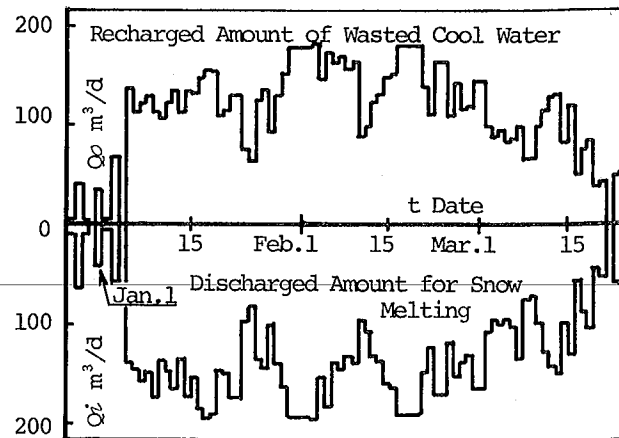 200
Recharged Amount of Wasted Cool Water
100
Qo m³/d
t Date
0
15
Feb.1
15
Mar.1
15
Jan.1
Discharged Amount for Snow
Melting
100
Qi m³/d
200